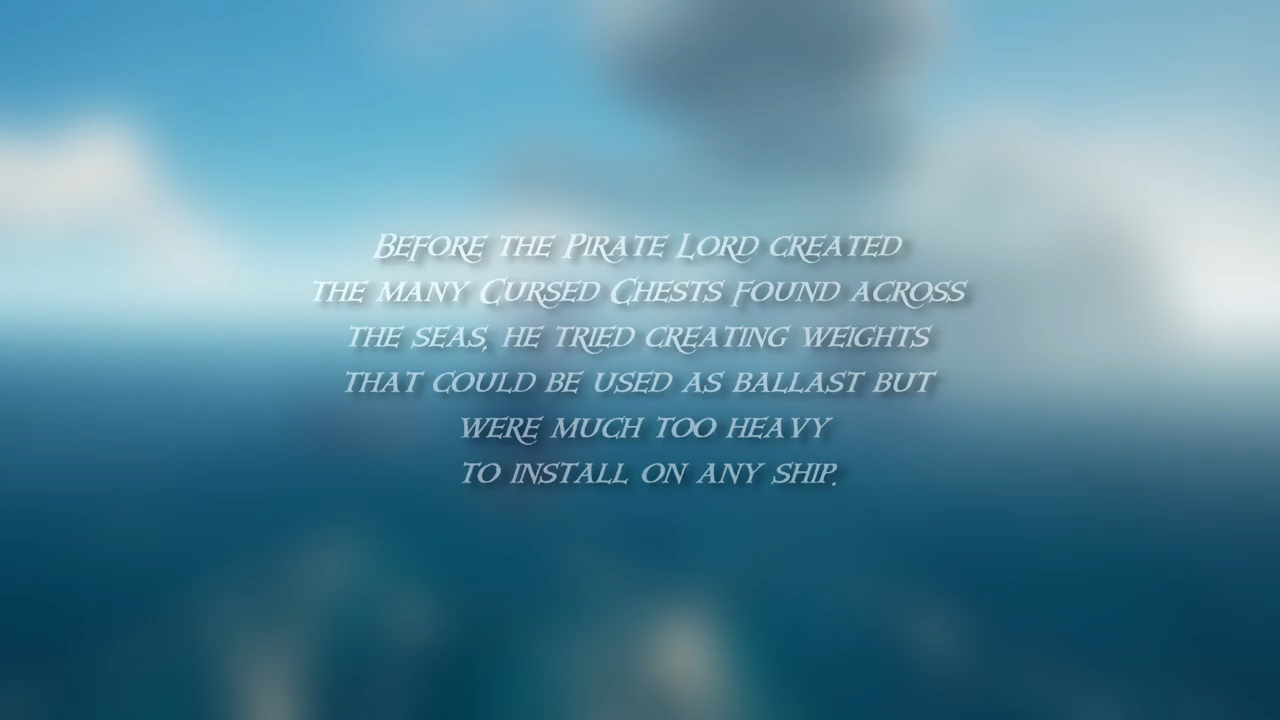 Before the Pirate Lord created
the many Cursed Chests found across
the seas, he tried creating weights
that could be used as ballast but
were much too heavy
to install on any ship.